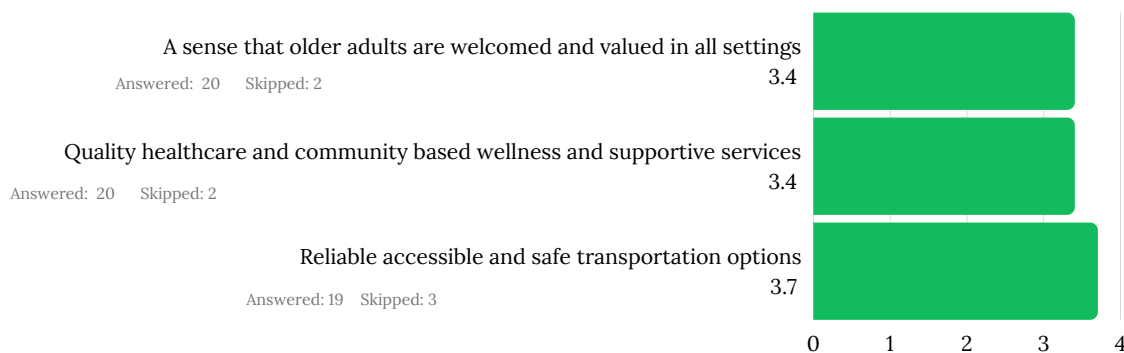 A sense that older adults are welcomed and valued in all settings
3.4
Answered: 20 Skipped: 2
Quality healthcare and community based wellness and supportive services
3.4
Answered: 20 Skipped: 2
Reliable accessible and safe transportation options
3.7
Answered: 19 Skipped: 3
0 1 2 3 4